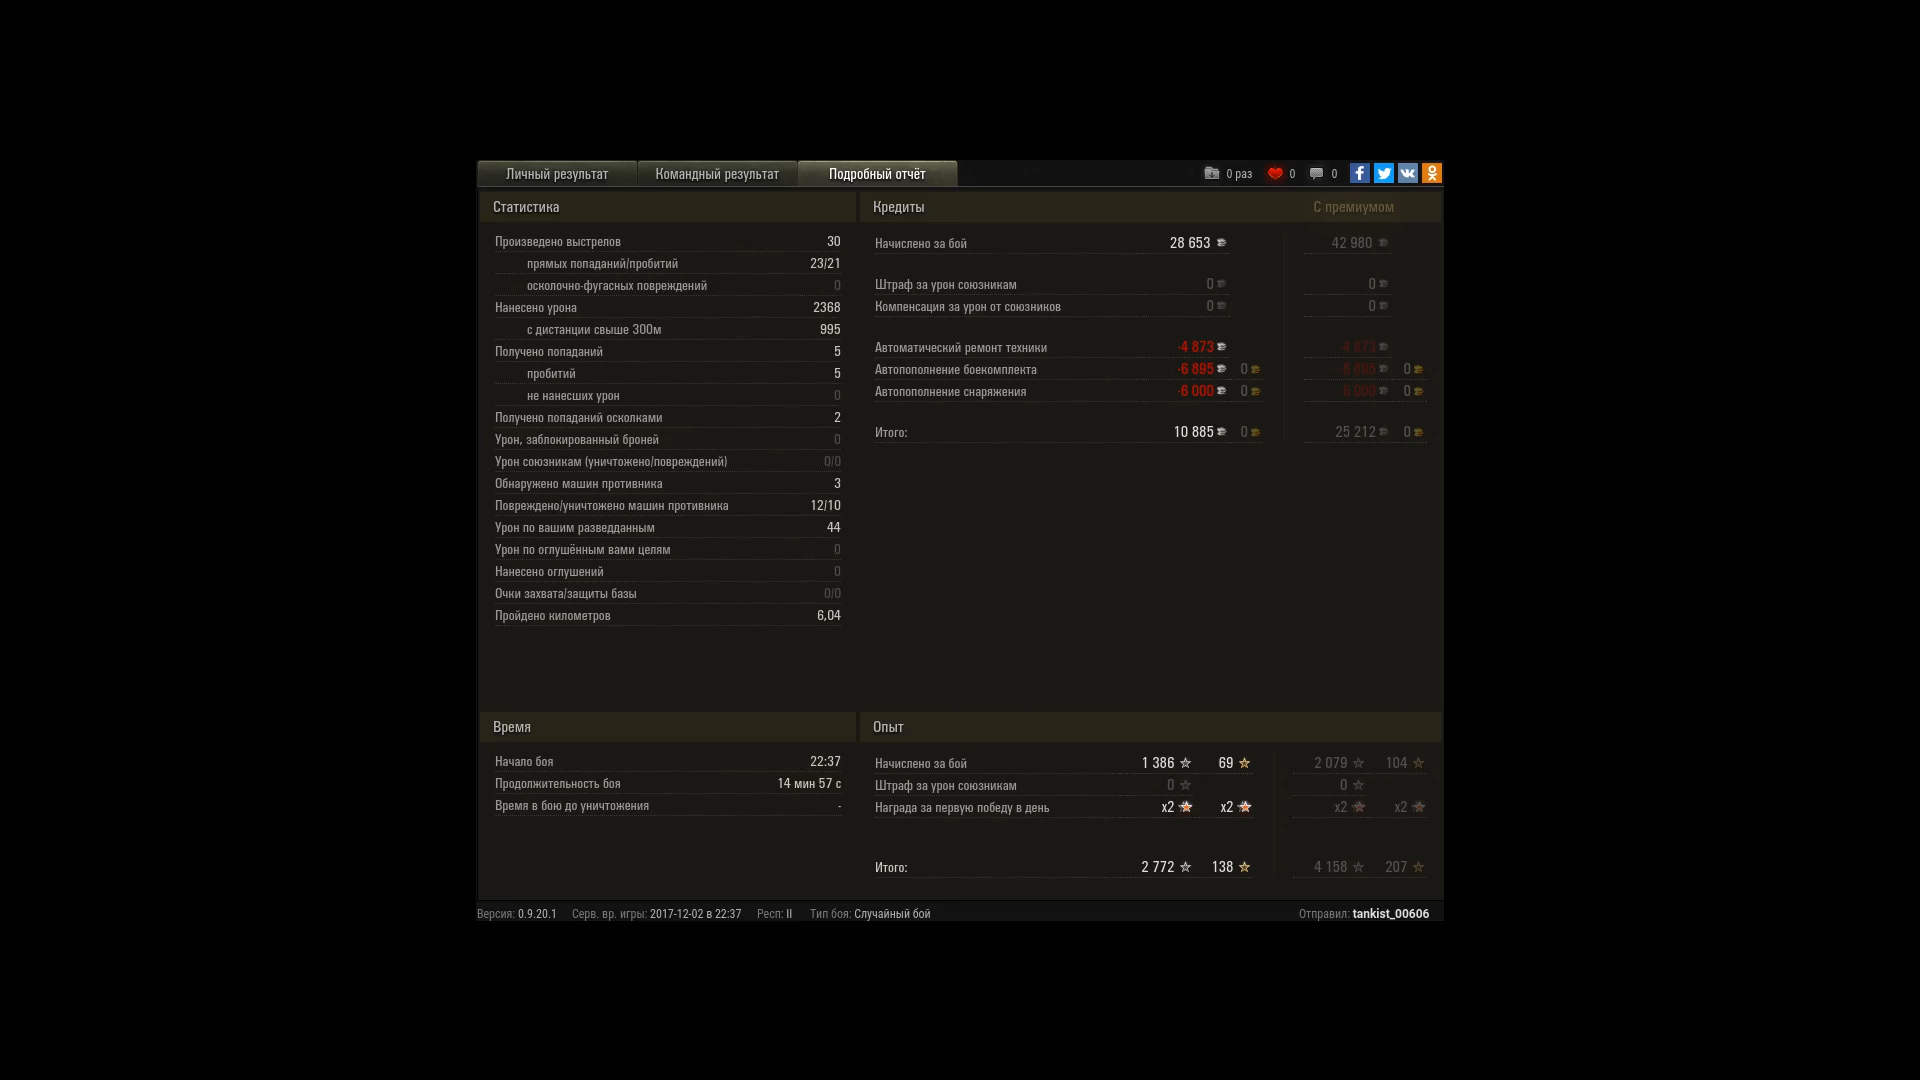 Личный результат Командный результат Подробный отчёт 0 раз 0 0
Статистика
Произведено выстрелов 30
прямых попаданий/пробитий 23/21
осколочно-фугасных повреждений 0
Нанесено урона 2368
с дистанции свыше 300м 995
Получено попаданий 5
пробитий 5
не нанесших урон 0
Получено попаданий осколками 2
Урон, заблокированный броней 0
Урон союзникам (уничтожено/повреждений) 0/0
Обнаружено машин противника 3
Повреждено/уничтожено машин противника 12/10
Урон по вашим разведданным 44
Урон по оглушённым вами целям 0
Нанесено оглушений 0
Очки захвата/защиты базы 0/0
Пройдено километров 6,04
Кредиты С премиумом
Начислено за бой 28 653 42 980
Штраф за урон союзникам 0 0
Компенсация за урон от союзников 0 0
Автоматический ремонт техники -4 873 -4 873
Автопополнение боекомплекта -6 895 0 -6 895 0
Автопополнение снаряжения -6 000 0 -6 000 0
Итого: 10 885 0 25 212 0
Время
Начало боя 22:37
Продолжительность боя 14 мин 57 с
Время в бою до уничтожения -
Опыт
Начислено за бой 1 386 69 2 079 104
Штраф за урон союзникам 0 0
Награда за первую победу в день x2 x2 x2 x2
Итого: 2 772 138 4 158 207
Версия: 0.9.20.1 Серв. вр. игры: 2017-12-02 в 22:37 Респ: II Тип боя: Случайный бой Отправил: tankist_00606